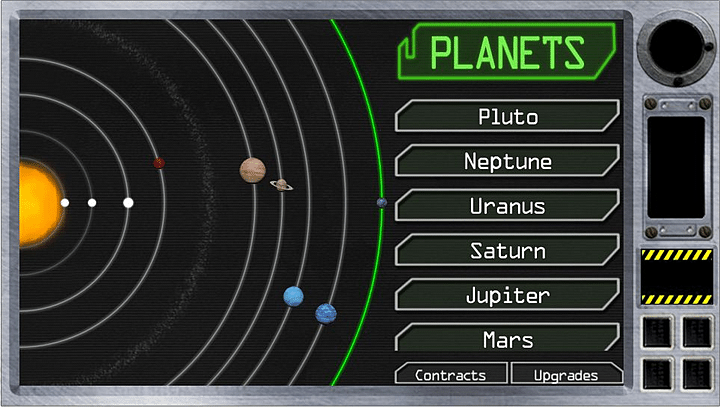 PLANETS
Pluto
Neptune
Uranus
Saturn
Jupiter
Mars
Contracts
Upgrades